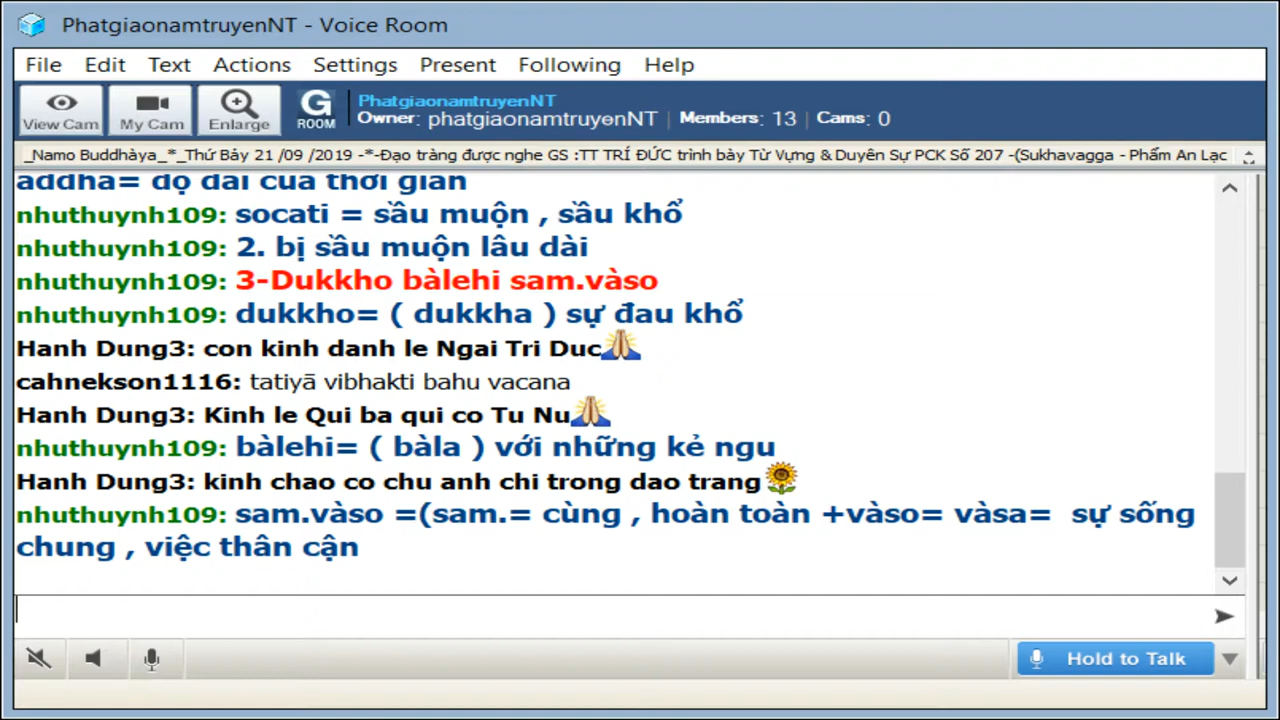 PhatgiaonamtruyenNT - Voice Room
File Edit Text Actions Settings Present Following Help
View Cam My Cam Enlarge G ROOM PhatgiaonamtruyenNT
Owner: phatgiaonamtruyenNT Members: 13 Cams: 0
_Namo Buddhàya_*_Thứ Bảy 21 /09 /2019 -*-Đạo tràng được nghe GS :TT TRÍ ĐỨC trình bày Từ Vựng & Duyên Sự PCK Số 207 -(Sukhavagga - Phẩm An Lạc
addha= độ dài của thời gian
nhuthuynh109: socati = sầu muộn , sầu khổ
nhuthuynh109: 2. bị sầu muộn lâu dài
nhuthuynh109: 3-Dukkho bàlehi sam.vàso
nhuthuynh109: dukkho= ( dukkha ) sự đau khổ
Hanh Dung3: con kinh danh le Ngai Tri Duc
cahnekson1116: tatiyā vibhakti bahu vacana
Hanh Dung3: Kinh le Qui ba qui co Tu Nu
nhuthuynh109: bàlehi= ( bàla ) với những kẻ ngu
Hanh Dung3: kinh chao co chu anh chi trong dao trang
nhuthuynh109: sam.vàso =(sam.= cùng , hoàn toàn +vàso= vàsa= sự sống
chung , việc thân cận
Hold to Talk